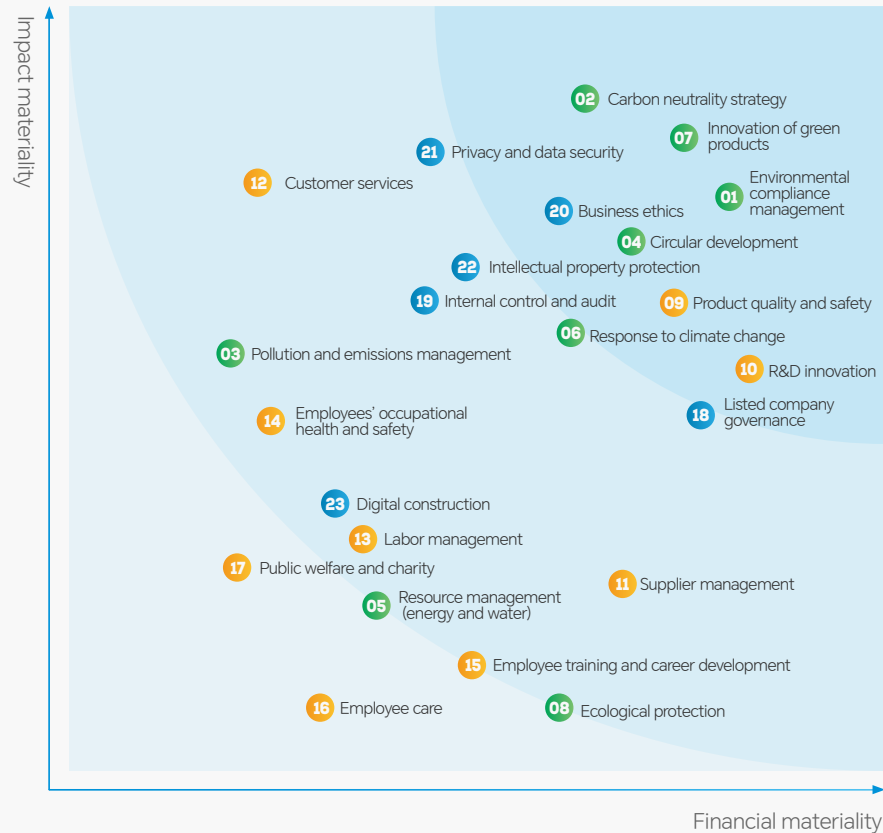 Impact materiality
02 Carbon neutrality strategy
07 Innovation of green
products
21 Privacy and data security
12 Customer services
Environmental
01 compliance
management
20 Business ethics
04 Circular development
22 Intellectual property protection
19 Internal control and audit
09 Product quality and safety
06 Response to climate change
03 Pollution and emissions management
10 R&D innovation
14 Employees’ occupational
health and safety
18 Listed company
governance
23 Digital construction
13 Labor management
17 Public welfare and charity
11 Supplier management
05 Resource management
(energy and water)
15 Employee training and career development
16 Employee care
08 Ecological protection
Financial materiality